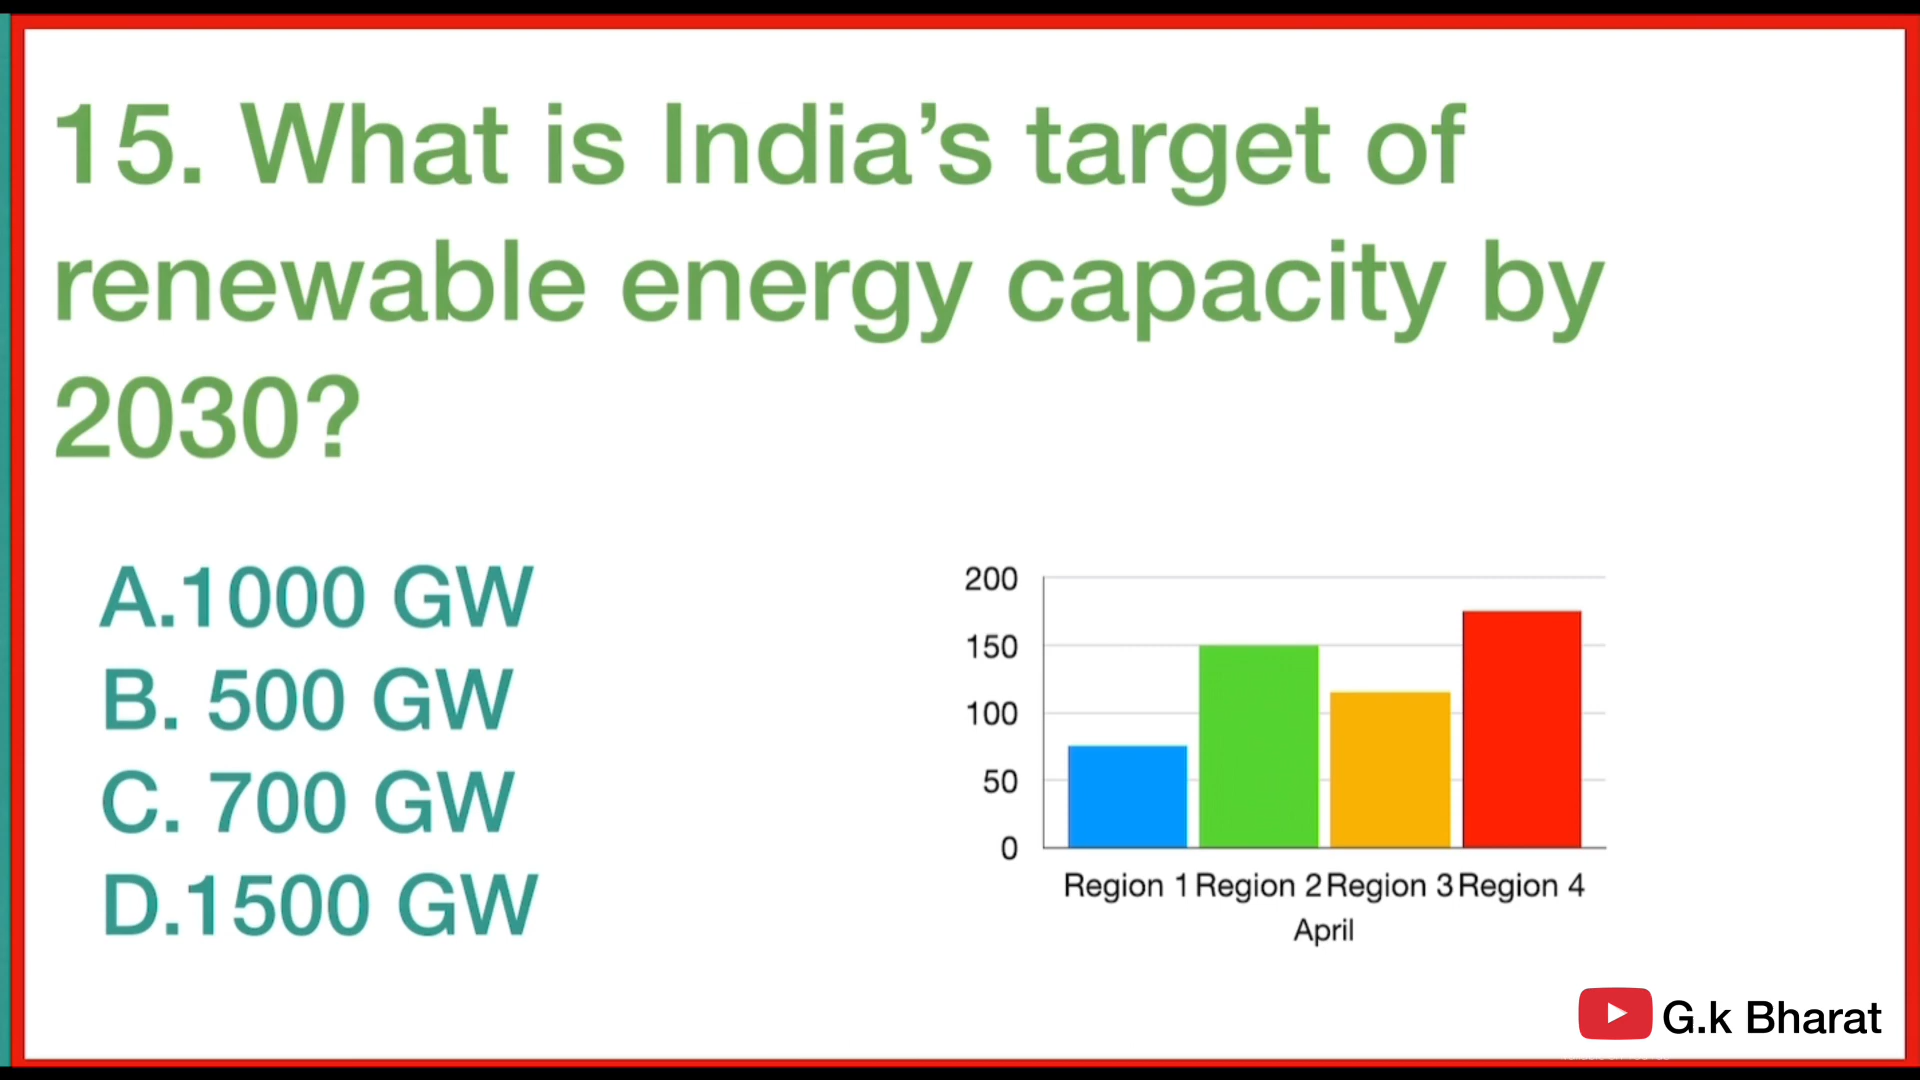 15. What is India’s target of
renewable energy capacity by
2030?
A.1000 GW
B. 500 GW
C. 700 GW
D.1500 GW
200
150
100
50
0
Region 1 Region 2 Region 3 Region 4
April
G.k Bharat